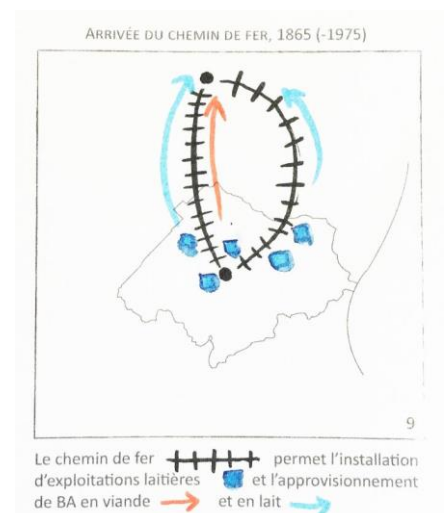 ARRIVÉE DU CHEMIN DE FER, 1865 (-1975)
9
Le chemin de fer permet l'installation
d'exploitations laitières et l'approvisionnement
de BA en viande et en lait